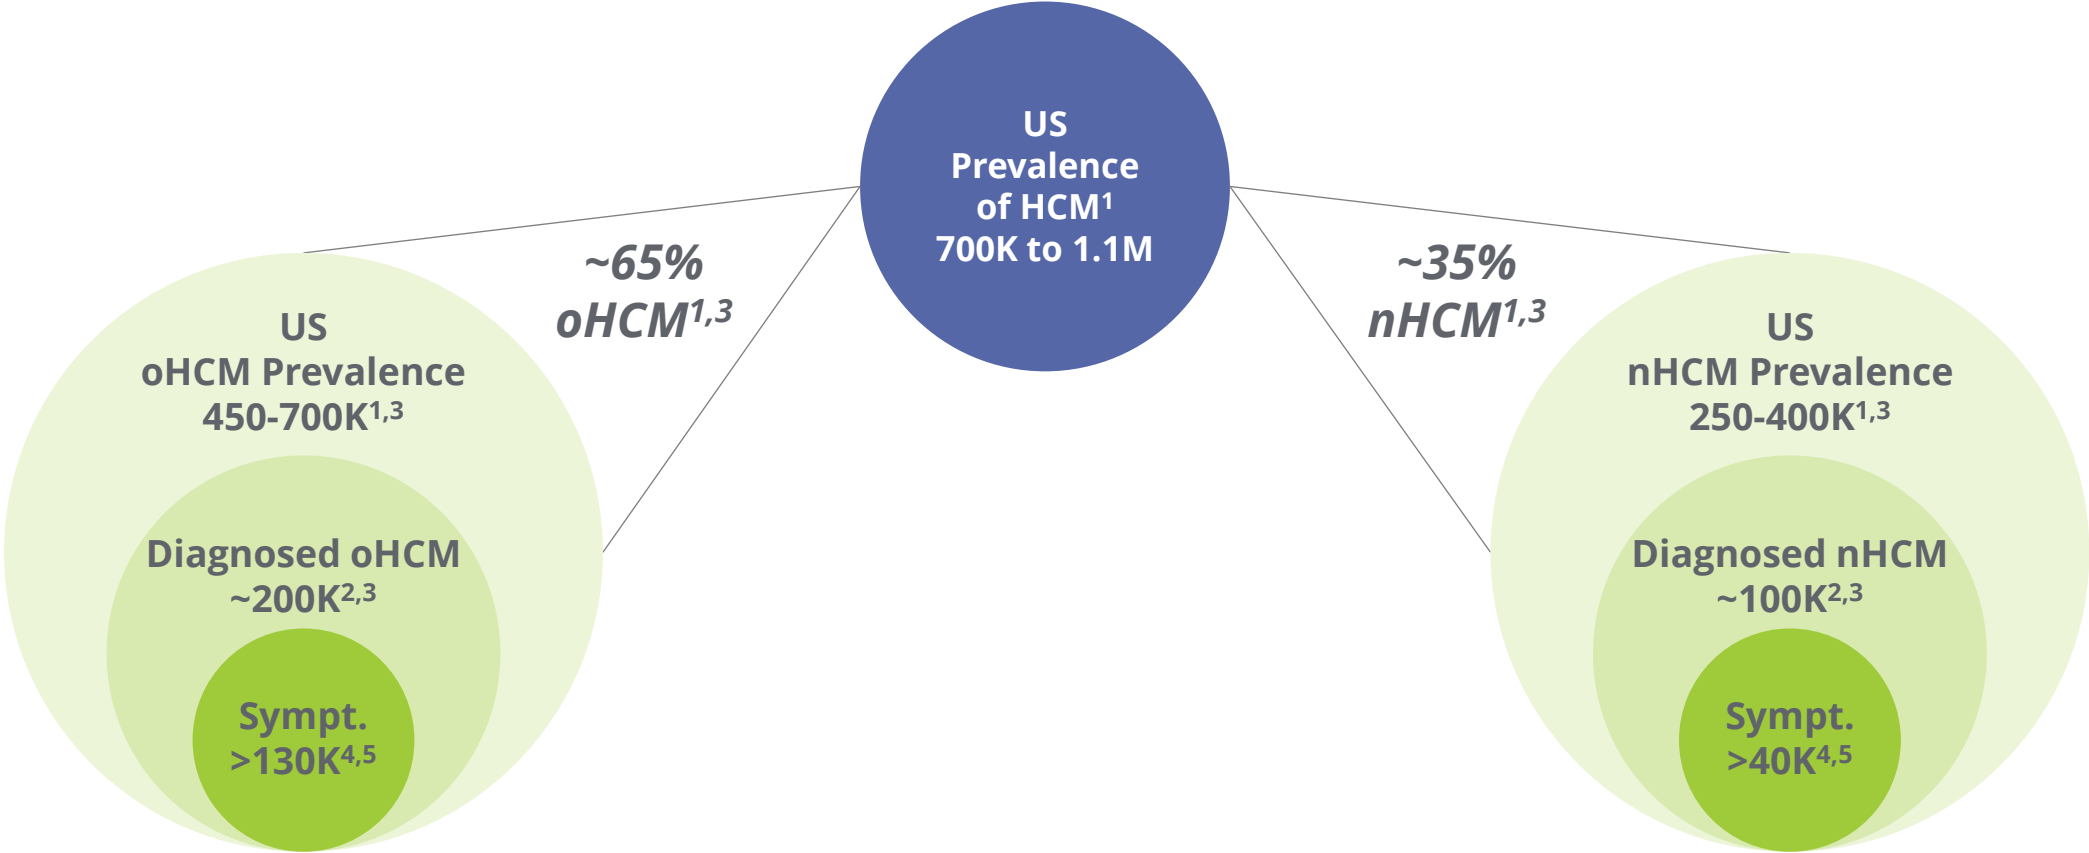 US
Prevalence
of HCM¹
700K to 1.1M
~65%
oHCM¹,³
~35%
nHCM¹,³
US
oHCM Prevalence
450-700K¹,³
Diagnosed oHCM
~200K²,³
Sympt.
>130K⁴,⁵
US
nHCM Prevalence
250-400K¹,³
Diagnosed nHCM
~100K²,³
Sympt.
>40K⁴,⁵